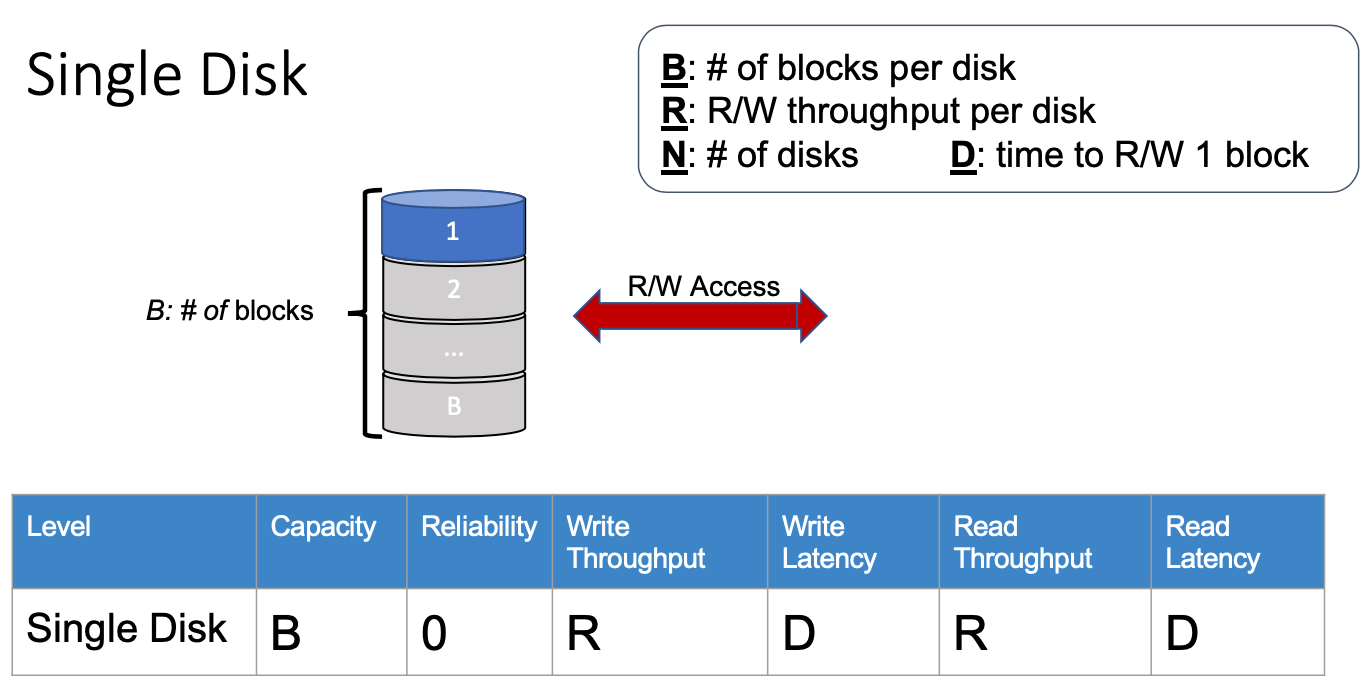 Single Disk
B: # of blocks per disk
R: R/W throughput per disk
N: # of disks D: time to R/W 1 block
1
2
...
B
B: # of blocks
R/W Access
Level Capacity Reliability Write Throughput Write Latency Read Throughput Read Latency
Single Disk B 0 R D R D